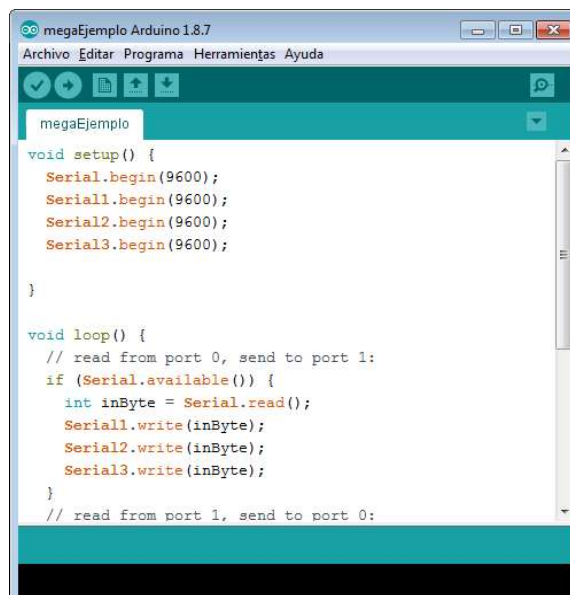 megaEjemplo Arduino 1.8.7
Archivo Editar Programa Herramientas Ayuda
megaEjemplo
void setup() {
  Serial.begin(9600);
  Serial1.begin(9600);
  Serial2.begin(9600);
  Serial3.begin(9600);

}

void loop() {
  // read from port 0, send to port 1:
  if (Serial.available()) {
    int inByte = Serial.read();
    Serial1.write(inByte);
    Serial2.write(inByte);
    Serial3.write(inByte);
  }
  // read from port 1, send to port 0: